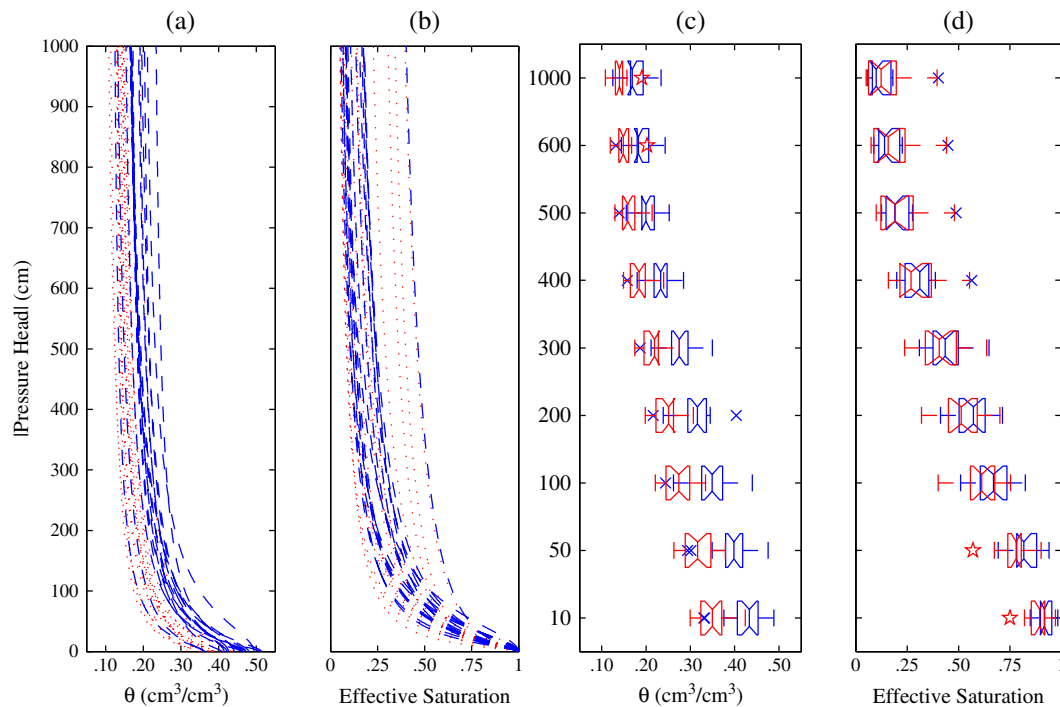 (a) (b) (c) (d)
|Pressure Head| (cm)
1000
900
800
700
600
500
400
300
200
100
0
.10 .20 .30 .40 .50
θ (cm³/cm³)
0 .25 .50 .75 1
Effective Saturation
1000
600
500
400
300
200
100
50
10
.10 .20 .30 .40 .50
θ (cm³/cm³)
0 .25 .50 .75 1
Effective Saturation